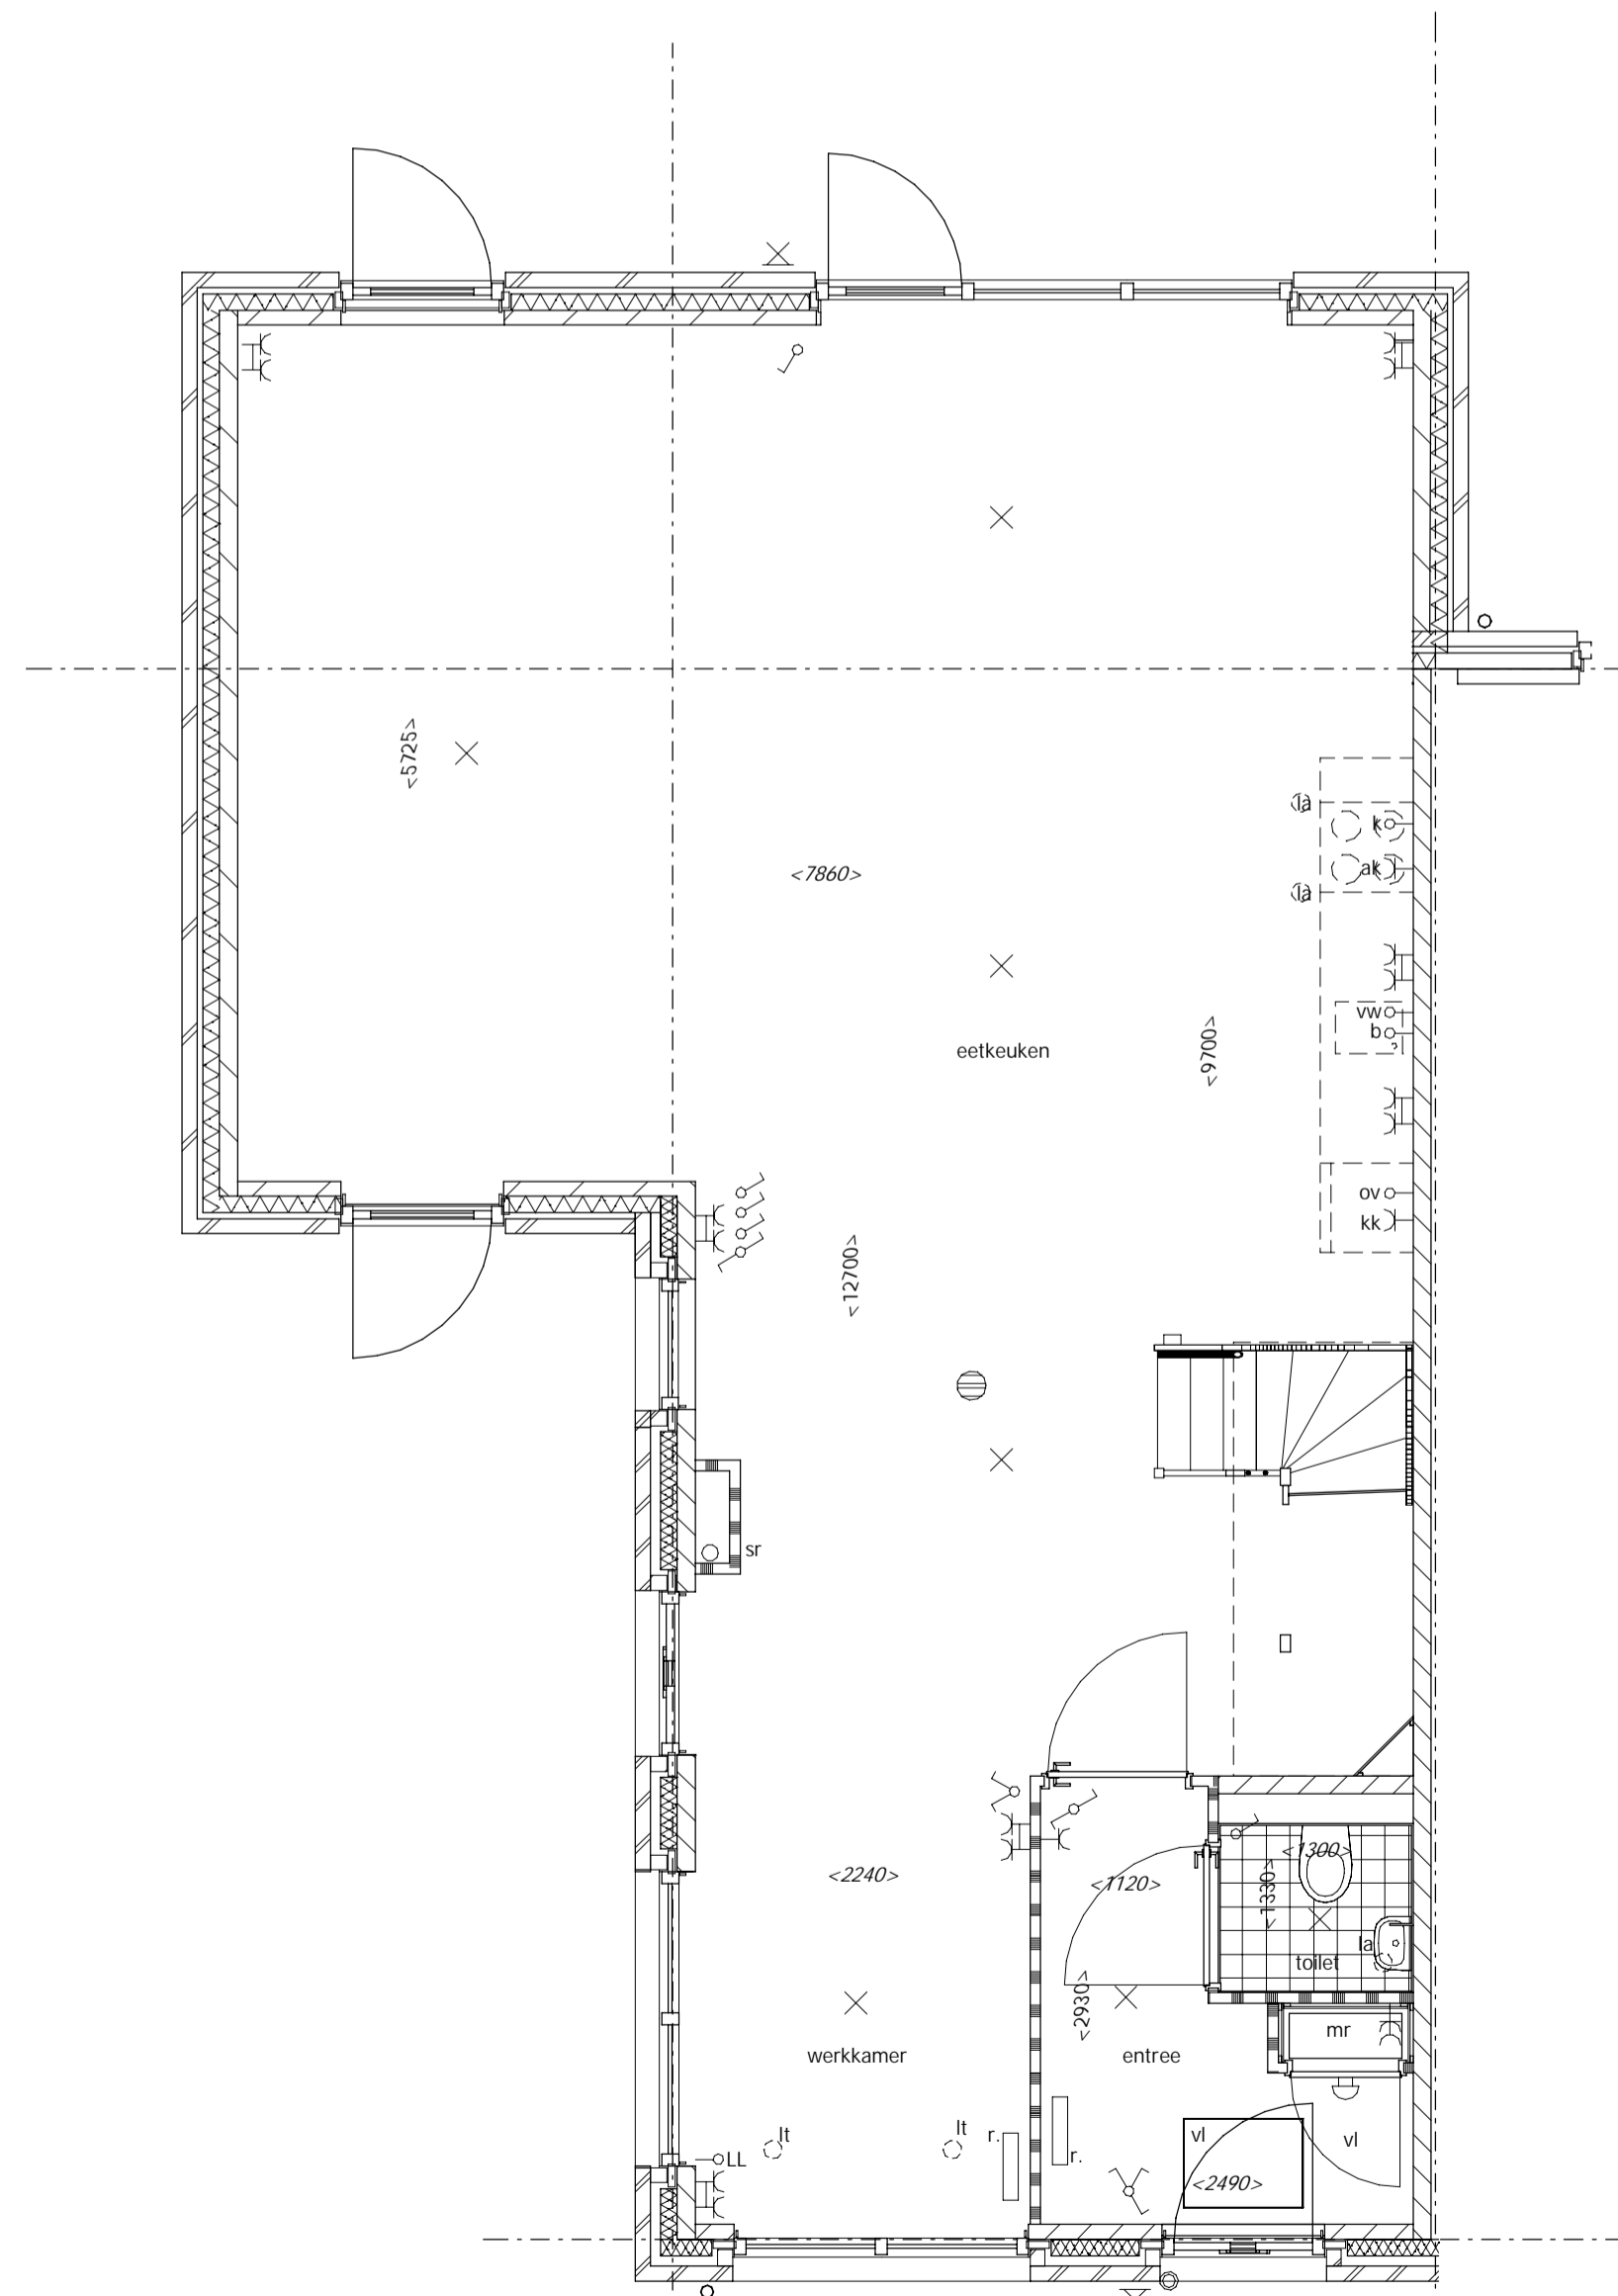 <5725>
la
k
<7860>
ak
la
vw
eetkeuken
b
<9700>
ov
kk
<12700>
sr
<2240>
<1120>
<1300>
<1330>
la
toilet
<2930>
mr
werkkamer
entree
lt
lt
r.
r.
vl
vl
LL
<2490>